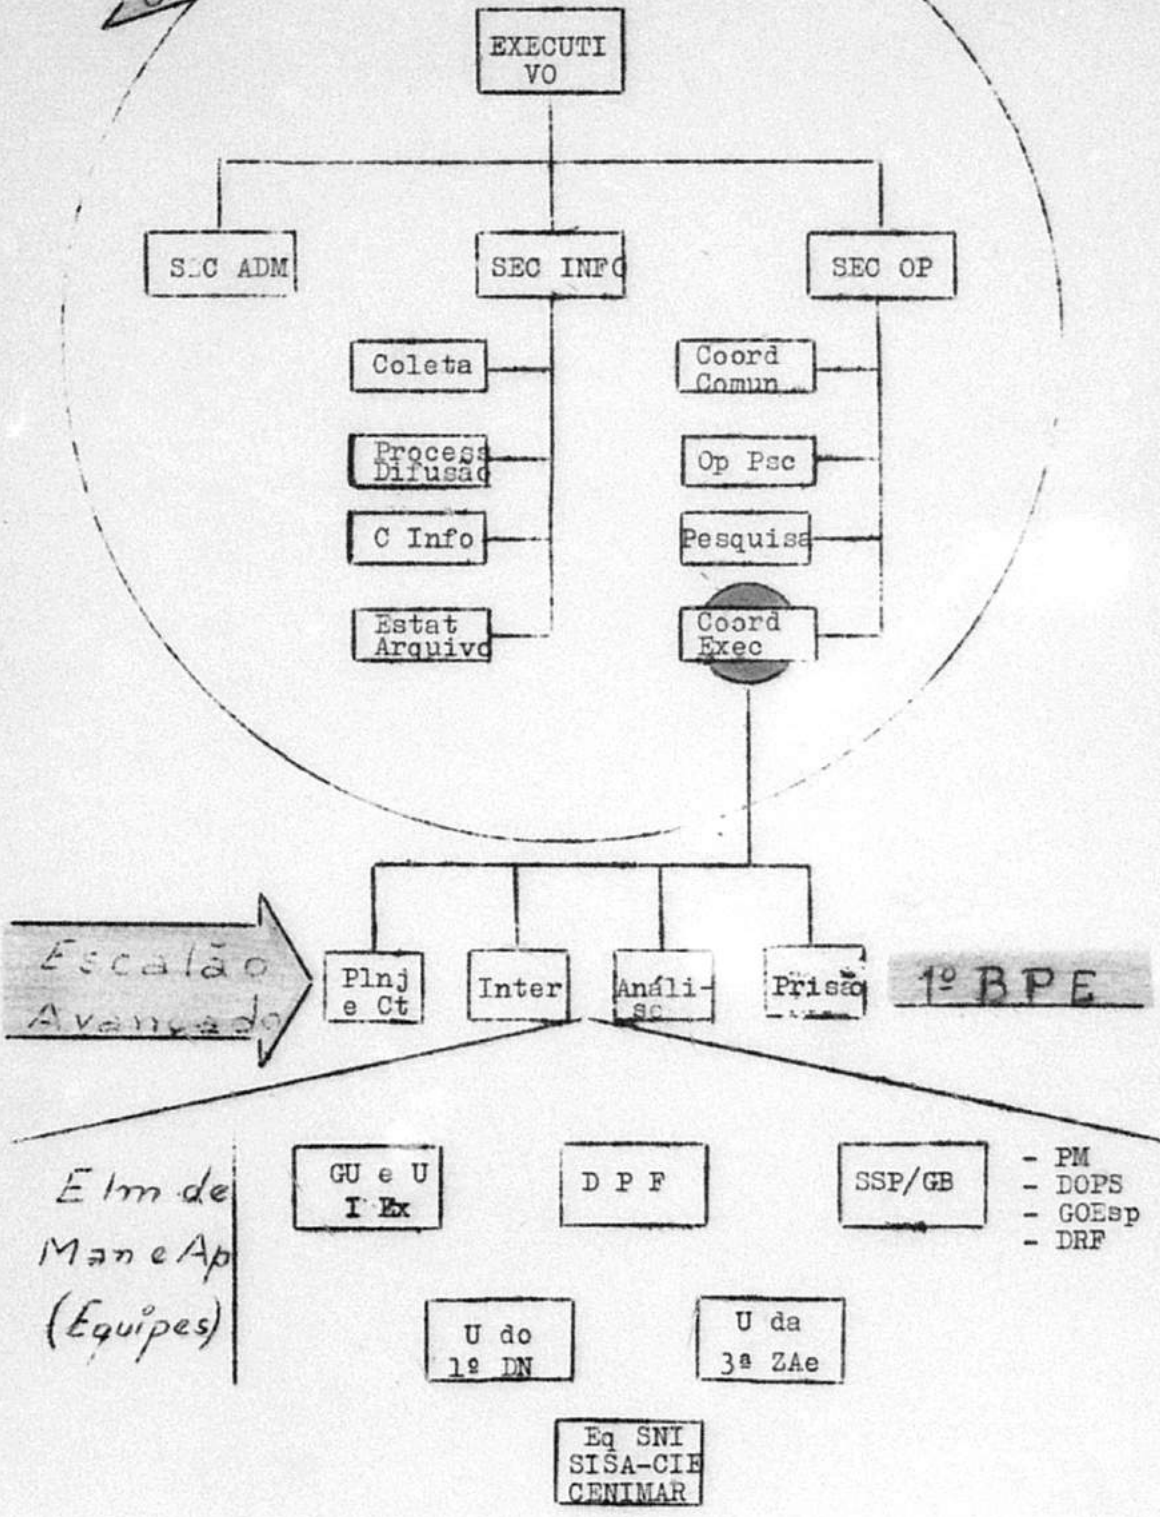 EXECUTI
VO
SEC ADM
SEC INFO
SEC OP
Coleta
Process
Difusão
C Info
Estat
Arquivo
Coord
Comun
Op Psc
Pesquisa
Coord
Exec
Escalão
Avançado
Plnj
e Ct
Inter
Análi-
se
Prisão
1º BPE
Elm de
Man e Ap
(Equipes)
GU e U
I Ex
D P F
SSP/GB
- PM
- DOPS
- GOEsp
- DRF
U do
1º DN
U da
3ª ZAe
Eq SNI
SISA-CIE
CENIMAR